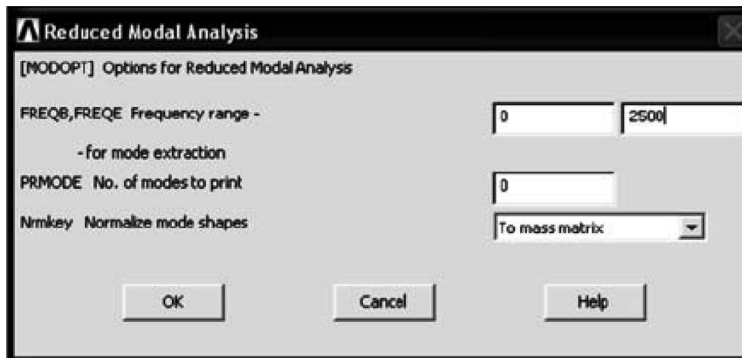 Reduced Modal Analysis
[MODOPT] Options for Reduced Modal Analysis
FREQB,FREQE Frequency range - 0 2500
- for mode extraction
PRMODE No. of modes to print 0
Nrmkey Normalize mode shapes To mass matrix
OK Cancel Help